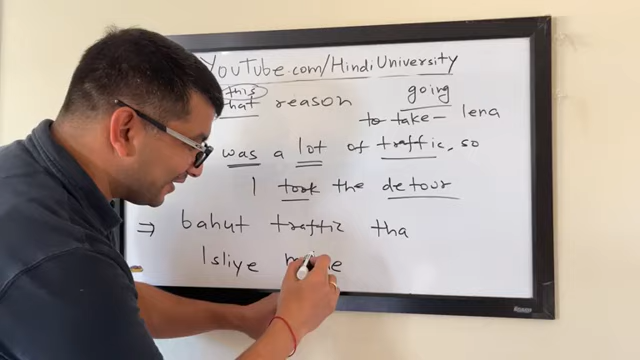 YouTube.com/HindiUniversity
this
that reason going
to take - lena
was a lot of traffic, so
I took the detour
⇒ bahut traffic tha
Isliye